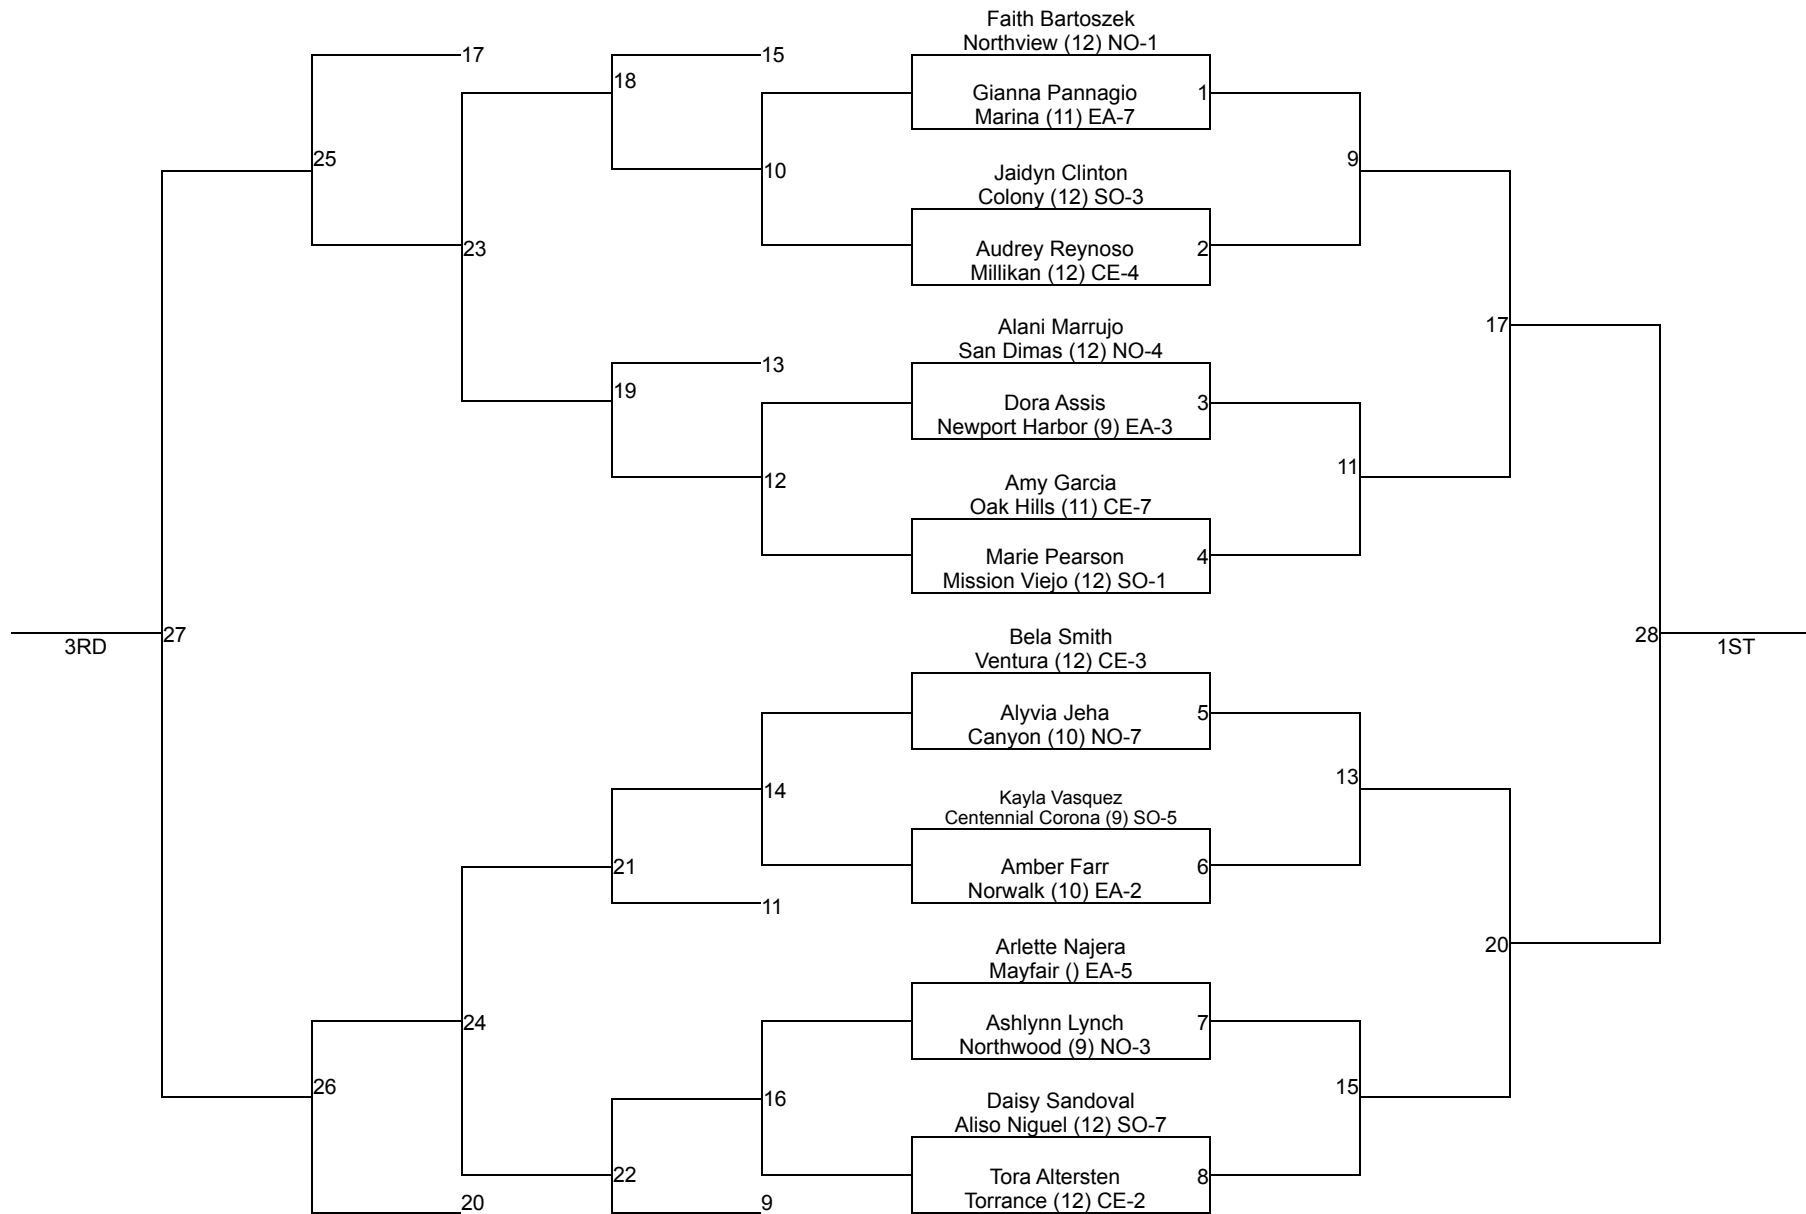 Faith Bartoszek
Northview (12) NO-1
17
15
18
Gianna Pannagio
1
Marina (11) EA-7
25
9
10
Jaidyn Clinton
Colony (12) SO-3
23
Audrey Reynoso
2
Millikan (12) CE-4
Alani Marrujo
17
San Dimas (12) NO-4
13
19
Dora Assis
3
Newport Harbor (9) EA-3
11
12
Amy Garcia
Oak Hills (11) CE-7
Marie Pearson
4
Mission Viejo (12) SO-1
Bela Smith
27
28
3RD
1ST
Ventura (12) CE-3
Alyvia Jeha
5
Canyon (10) NO-7
13
14
Kayla Vasquez
Centennial Corona (9) SO-5
21
Amber Farr
6
Norwalk (10) EA-2
11
Arlette Najera
20
Mayfair () EA-5
24
Ashlynn Lynch
7
Northwood (9) NO-3
26
15
16
Daisy Sandoval
Aliso Niguel (12) SO-7
22
Tora Altersten
8
Torrance (12) CE-2
20
9